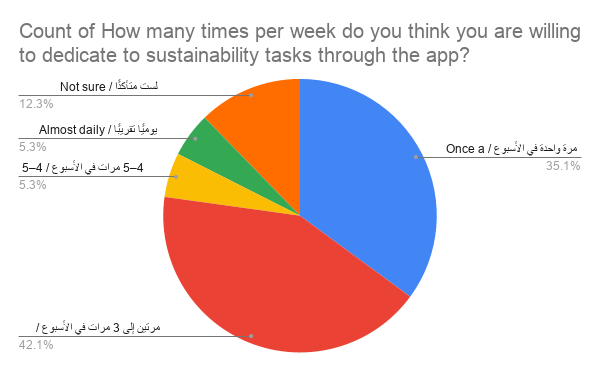 Count of How many times per week do you think you are willing
to dedicate to sustainability tasks through the app?
لست متأكدًا / Not sure
12.3%
يوميًا تقريبًا / Almost daily
5.3%
4–5 مرات في الأسبوع / 4–5
5.3%
مرة واحدة في الأسبوع / Once a
35.1%
مرتين إلى 3 مرات في الأسبوع /
42.1%